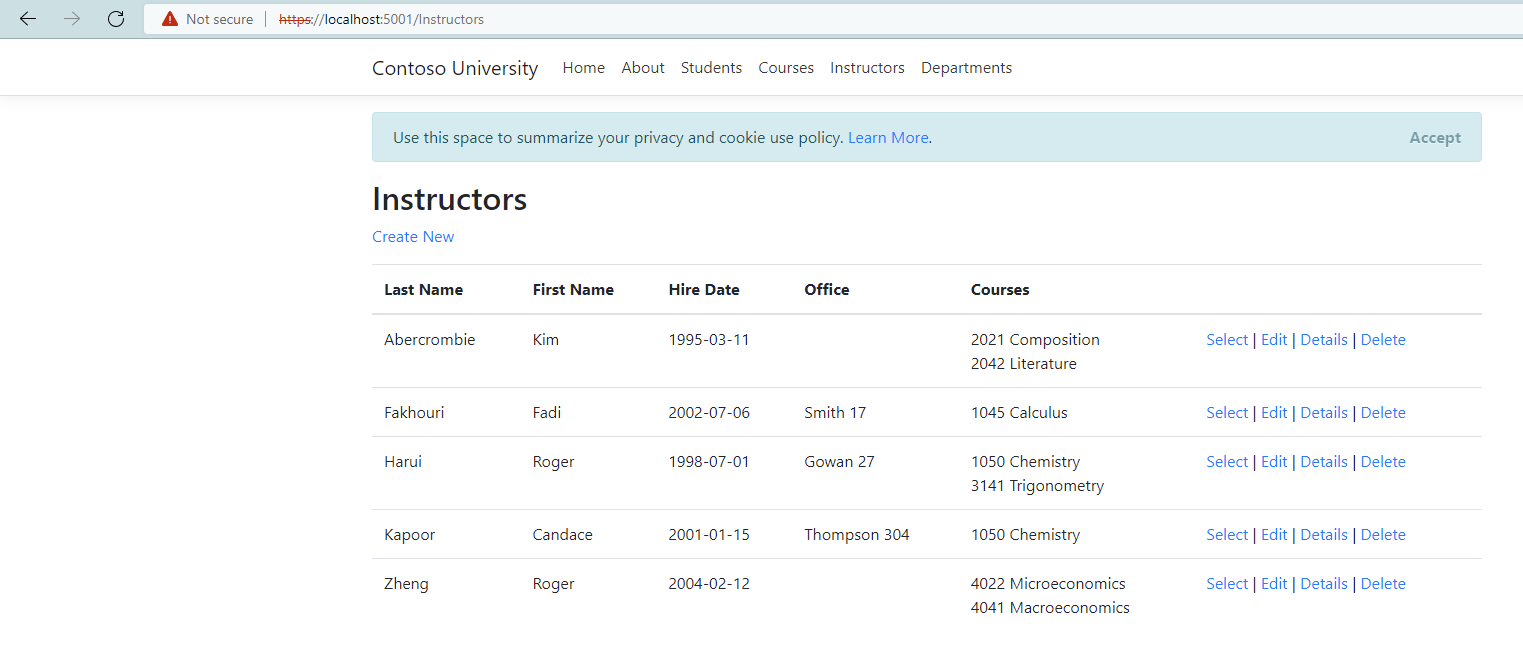 Not secure | https://localhost:5001/Instructors
Contoso University Home About Students Courses Instructors Departments
Use this space to summarize your privacy and cookie use policy. Learn More. Accept
Instructors
Create New
Last Name First Name Hire Date Office Courses
Abercrombie Kim 1995-03-11 2021 Composition Select | Edit | Details | Delete
2042 Literature
Fakhouri Fadi 2002-07-06 Smith 17 1045 Calculus Select | Edit | Details | Delete
Harui Roger 1998-07-01 Gowan 27 1050 Chemistry Select | Edit | Details | Delete
3141 Trigonometry
Kapoor Candace 2001-01-15 Thompson 304 1050 Chemistry Select | Edit | Details | Delete
Zheng Roger 2004-02-12 4022 Microeconomics Select | Edit | Details | Delete
4041 Macroeconomics